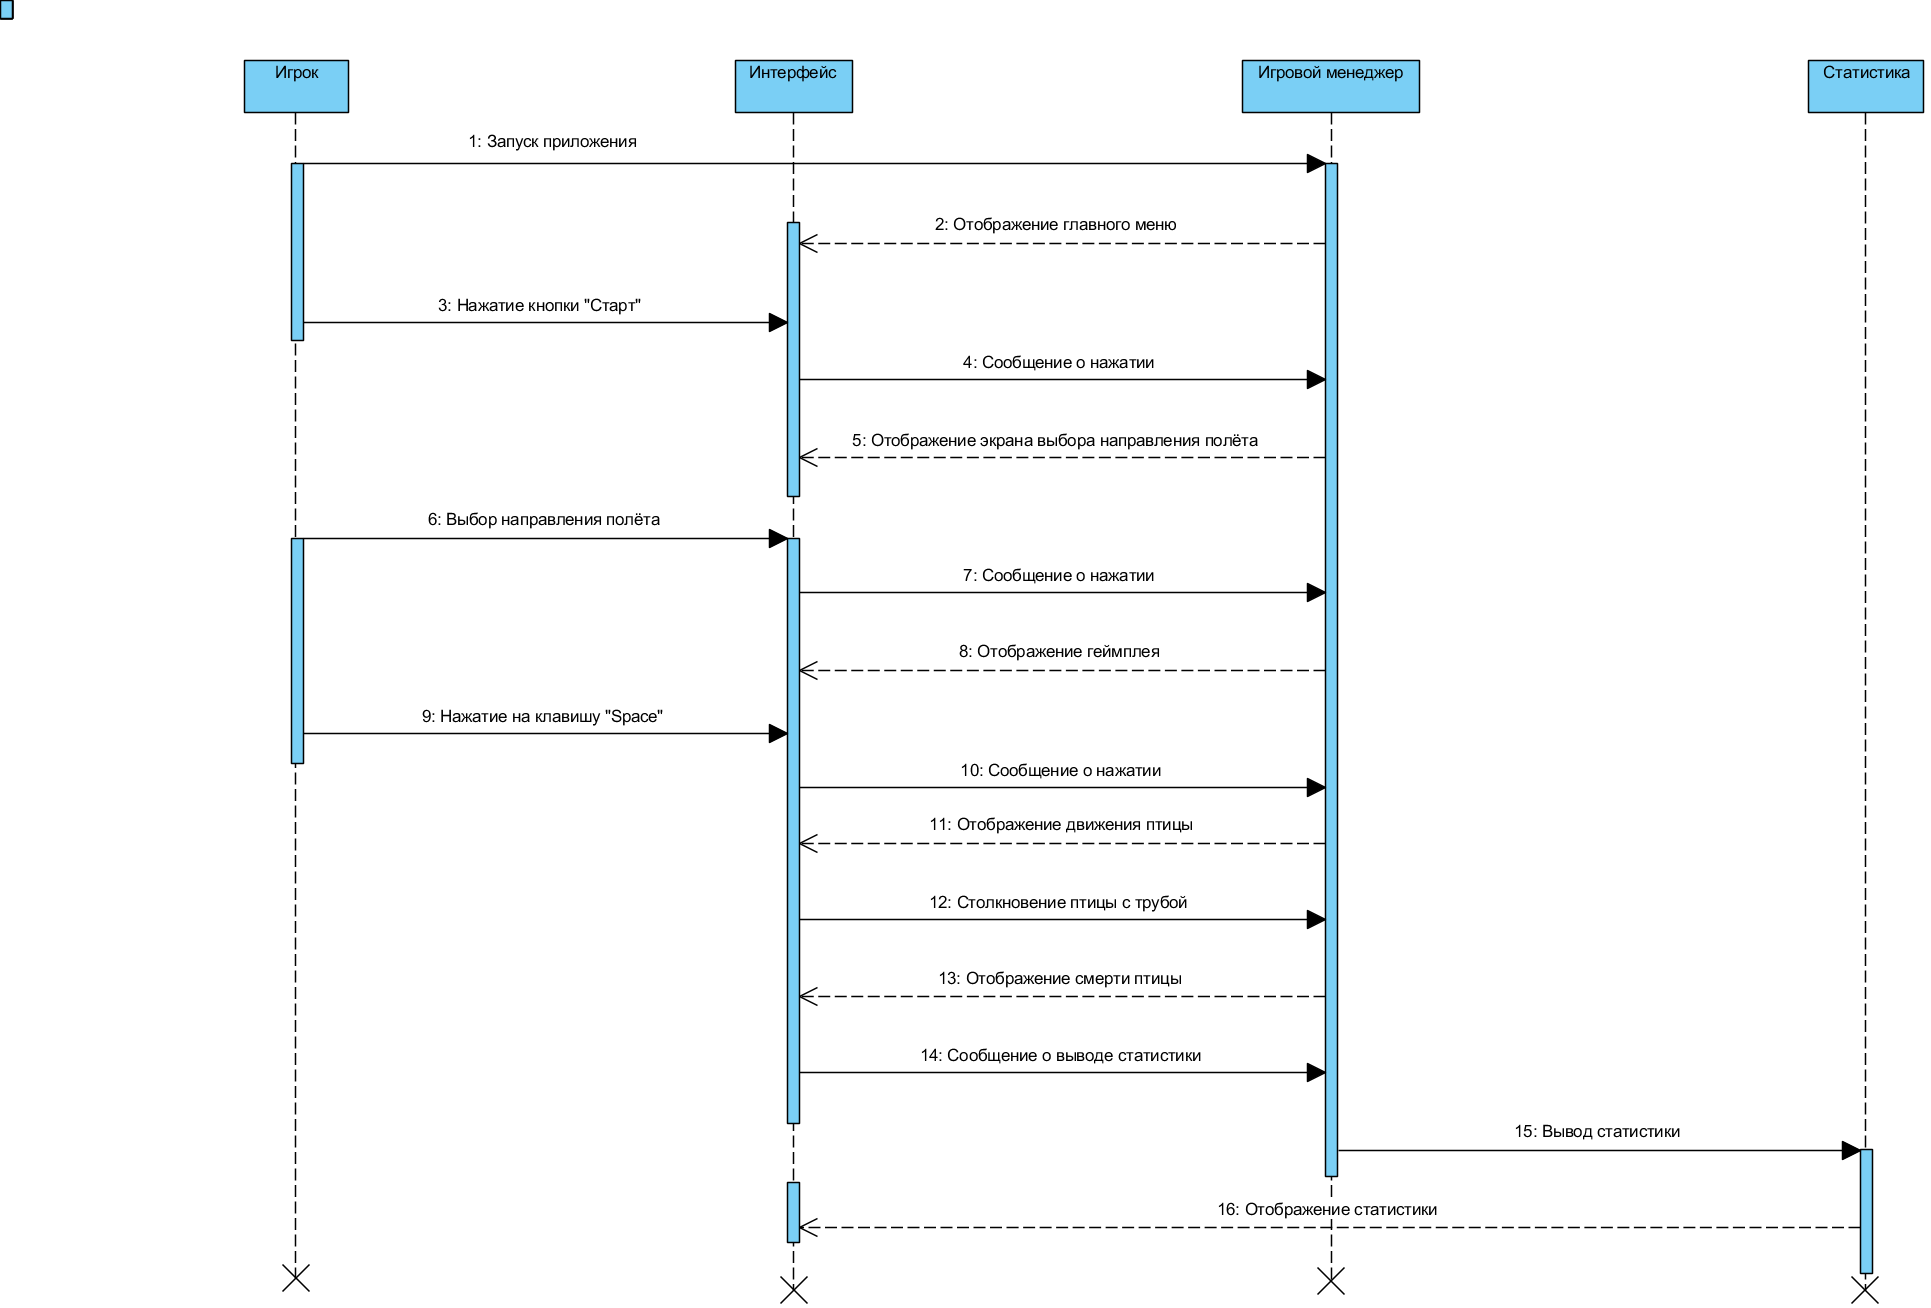 Игрок
Интерфейс
Игровой менеджер
Статистика
1: Запуск приложения
2: Отображение главного меню
3: Нажатие кнопки "Старт"
4: Сообщение о нажатии
5: Отображение экрана выбора направления полёта
6: Выбор направления полёта
7: Сообщение о нажатии
8: Отображение геймплея
9: Нажатие на клавишу "Space"
10: Сообщение о нажатии
11: Отображение движения птицы
12: Столкновение птицы с трубой
13: Отображение смерти птицы
14: Сообщение о выводе статистики
15: Вывод статистики
16: Отображение статистики